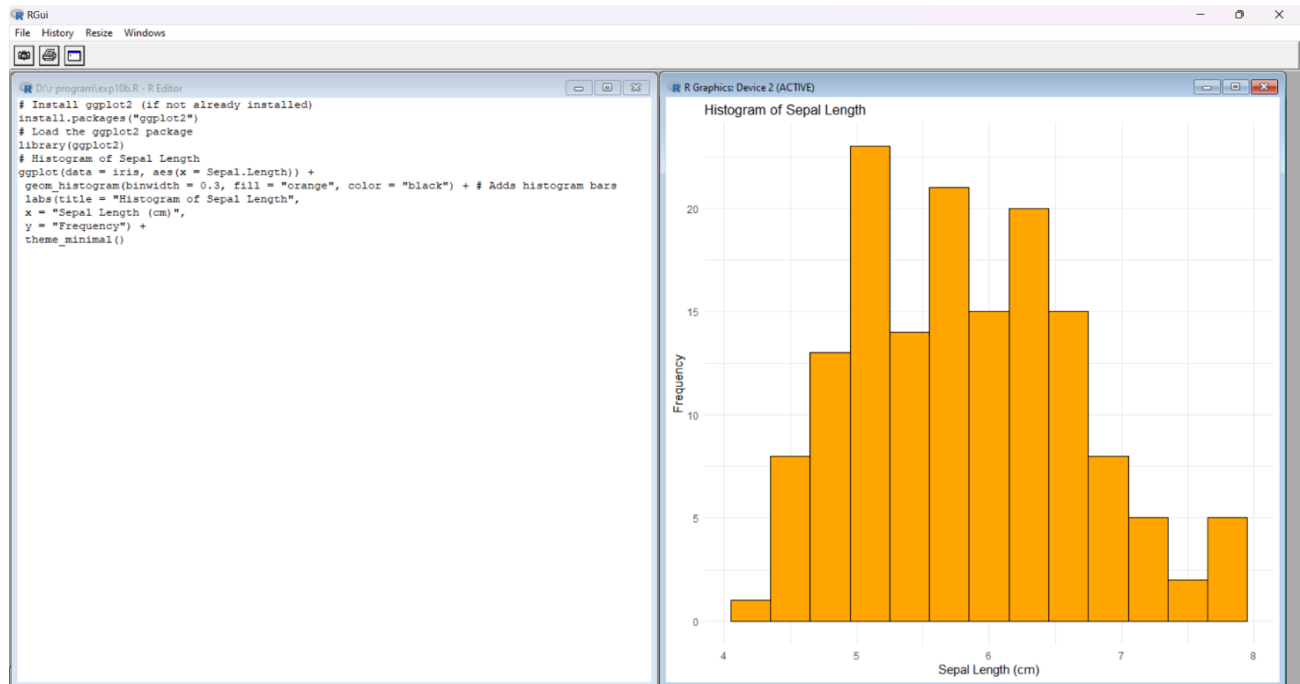 RGui
File History Resize Windows
D:\r program\exp10b.R - R Editor
# Install ggplot2 (if not already installed)
install.packages("ggplot2")
# Load the ggplot2 package
library(ggplot2)
# Histogram of Sepal Length
ggplot(data = iris, aes(x = Sepal.Length)) +
 geom_histogram(binwidth = 0.3, fill = "orange", color = "black") + # Adds histogram bars
 labs(title = "Histogram of Sepal Length",
 x = "Sepal Length (cm)",
 y = "Frequency") +
 theme_minimal()
R Graphics: Device 2 (ACTIVE)
Histogram of Sepal Length
Frequency
20
15
10
5
0
4 5 6 7 8
Sepal Length (cm)